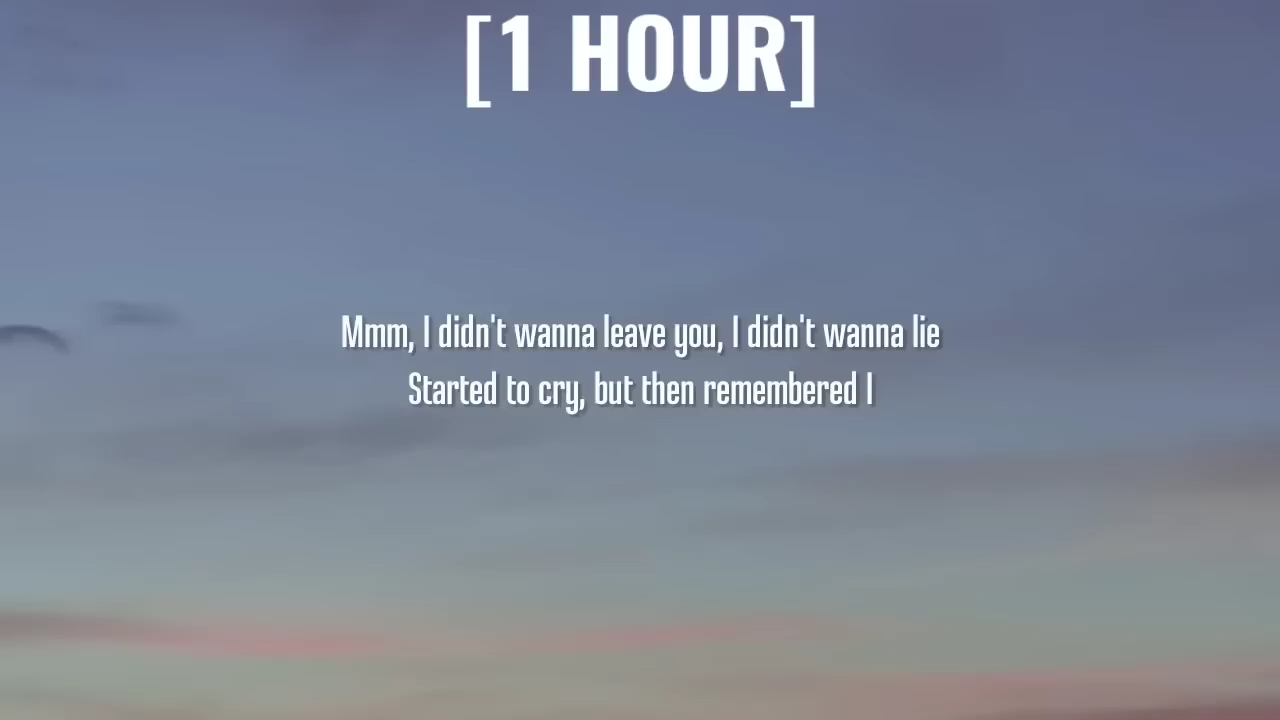 [1 HOUR]
Mmm, I didn't wanna leave you, I didn't wanna lie
Started to cry, but then remembered I